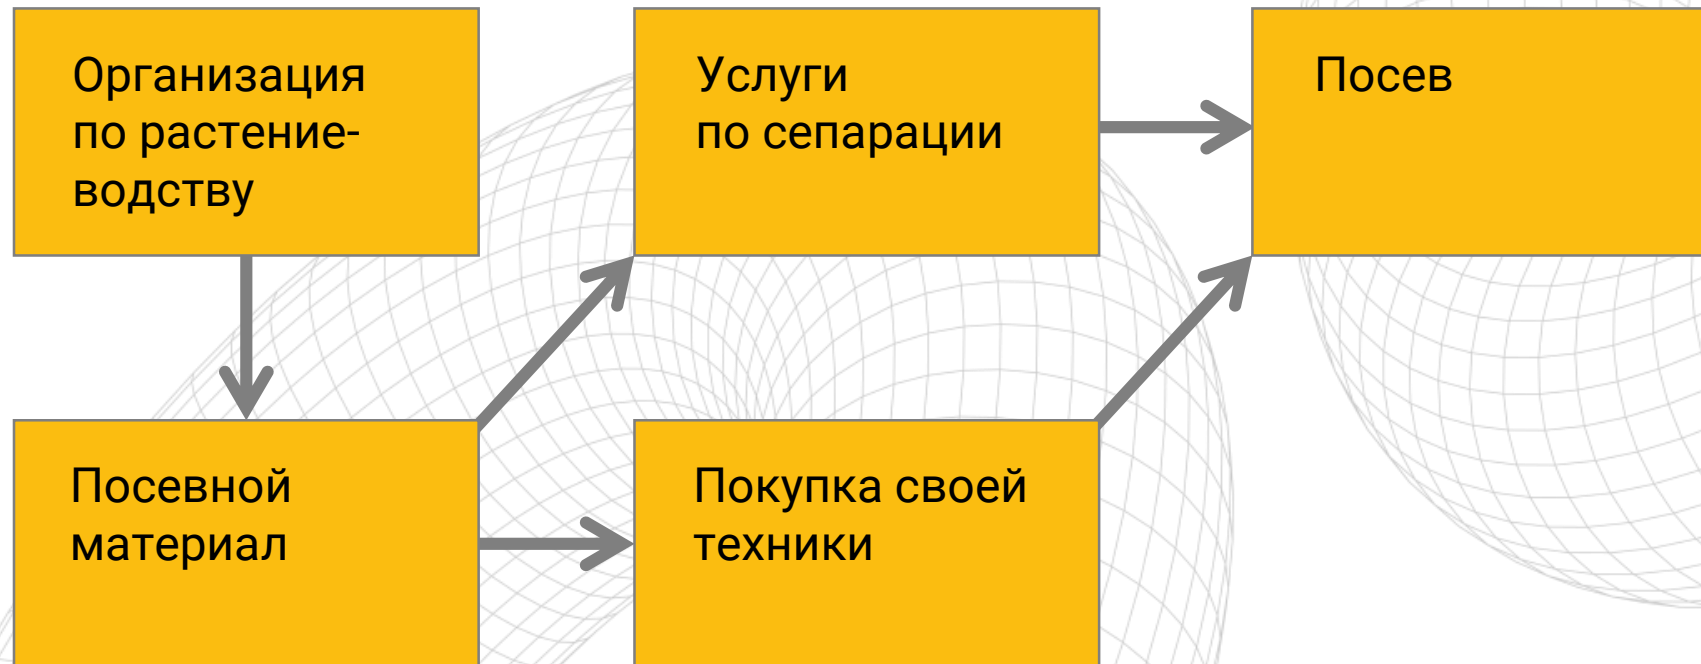 Организация
по растение-
водству
Услуги
по сепарации
Посев
Посевной
материал
Покупка своей
техники